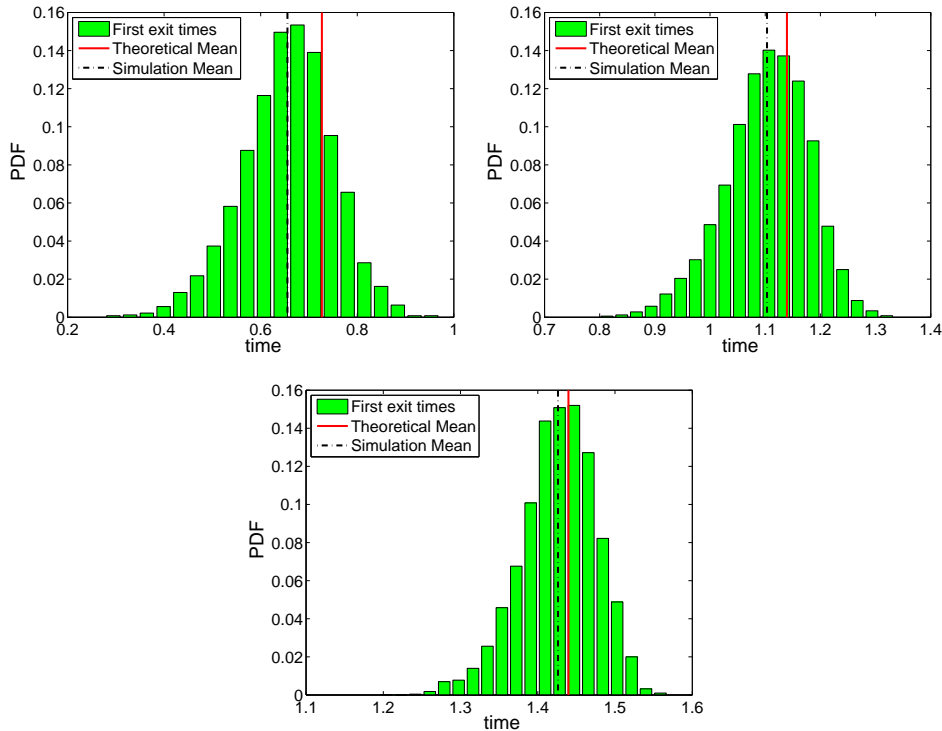 0.16
0.14
0.12
0.1
0.08
0.06
0.04
0.02
0
PDF
0.2 0.4 0.6 0.8 1
time
First exit times
Theoretical Mean
Simulation Mean
0.16
0.14
0.12
0.1
0.08
0.06
0.04
0.02
0
PDF
0.7 0.8 0.9 1 1.1 1.2 1.3 1.4
time
First exit times
Theoretical Mean
Simulation Mean
0.16
0.14
0.12
0.1
0.08
0.06
0.04
0.02
0
PDF
1.1 1.2 1.3 1.4 1.5 1.6
time
First exit times
Theoretical Mean
Simulation Mean